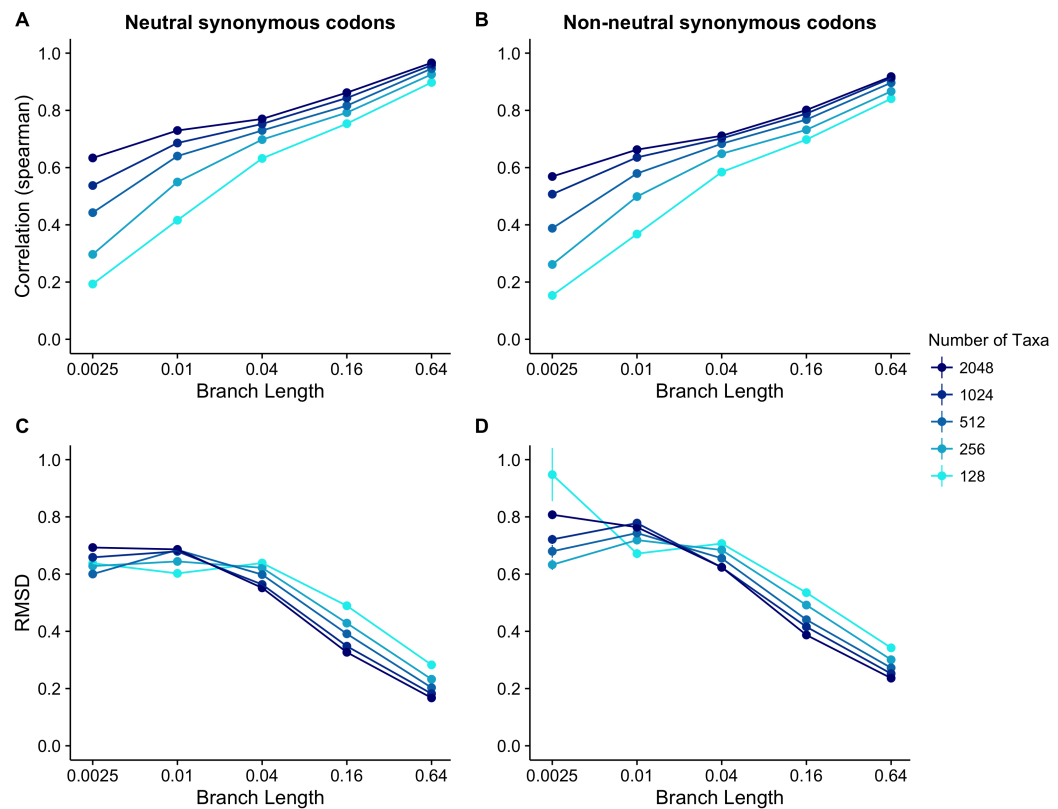 A Neutral synonymous codons
B Non-neutral synonymous codons
Correlation (spearman)
1.0
0.8
0.6
0.4
0.2
0.0
0.0025 0.01 0.04 0.16 0.64
Branch Length
1.0
0.8
0.6
0.4
0.2
0.0
0.0025 0.01 0.04 0.16 0.64
Branch Length
Number of Taxa
2048
1024
512
256
128
C
RMSD
1.0
0.8
0.6
0.4
0.2
0.0
0.0025 0.01 0.04 0.16 0.64
Branch Length
D
1.0
0.8
0.6
0.4
0.2
0.0
0.0025 0.01 0.04 0.16 0.64
Branch Length